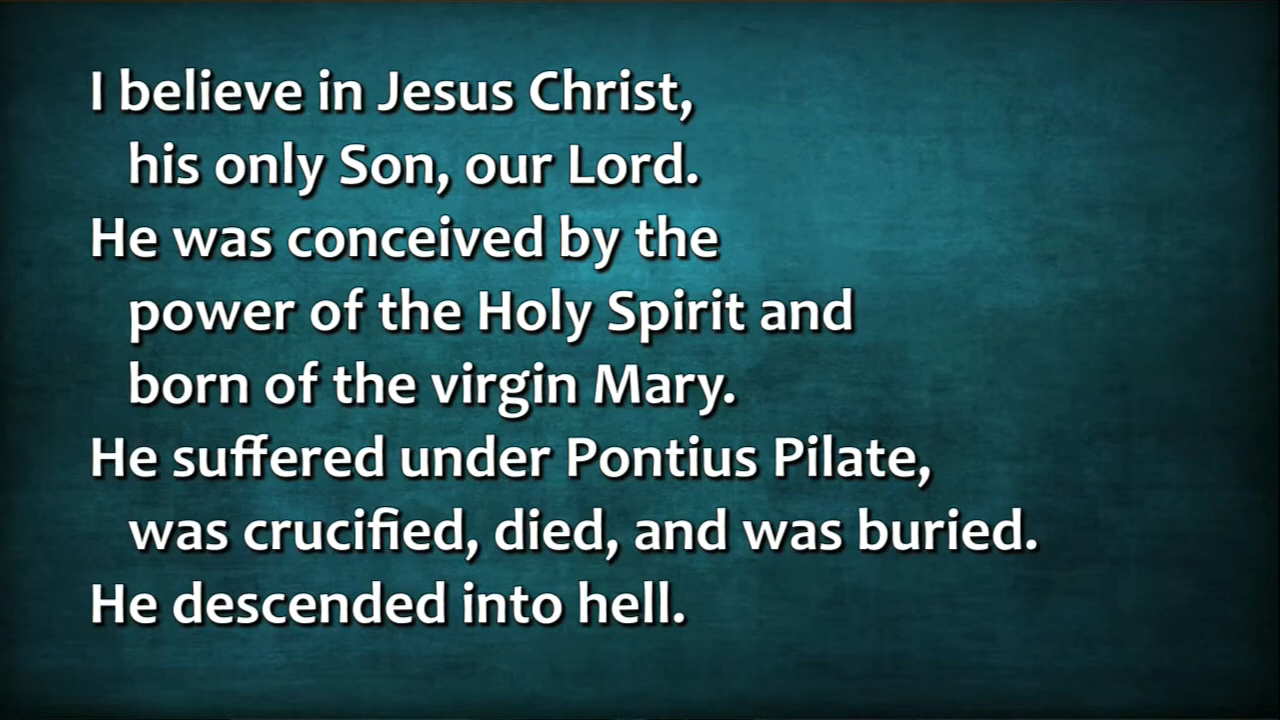 I believe in Jesus Christ,
his only Son, our Lord.
He was conceived by the
power of the Holy Spirit and
born of the virgin Mary.
He suffered under Pontius Pilate,
was crucified, died, and was buried.
He descended into hell.